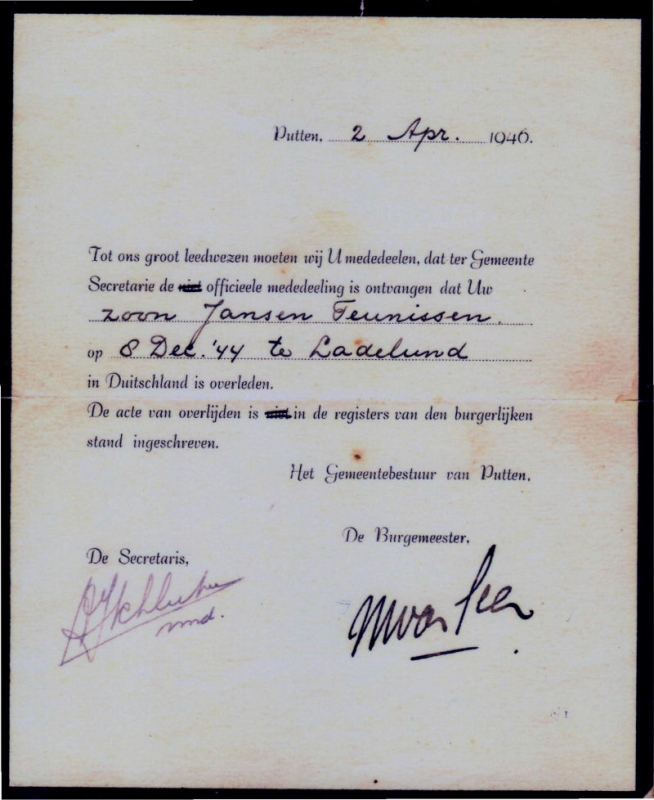 Putten, 2 Apr. 1946.
Tot ons groot leedwezen moeten wij U mededeelen, dat ter Gemeente
Secretarie de niet officieele mededeeling is ontvangen dat Uw
zoon Jansen Teunissen
op 8 Dec. '44 te Ladelund
in Duitschland is overleden.
De acte van overlijden is niet in de registers van den burgerlijken
stand ingeschreven.
Het Gemeentebestuur van Putten,
De Burgemeester,
De Secretaris,